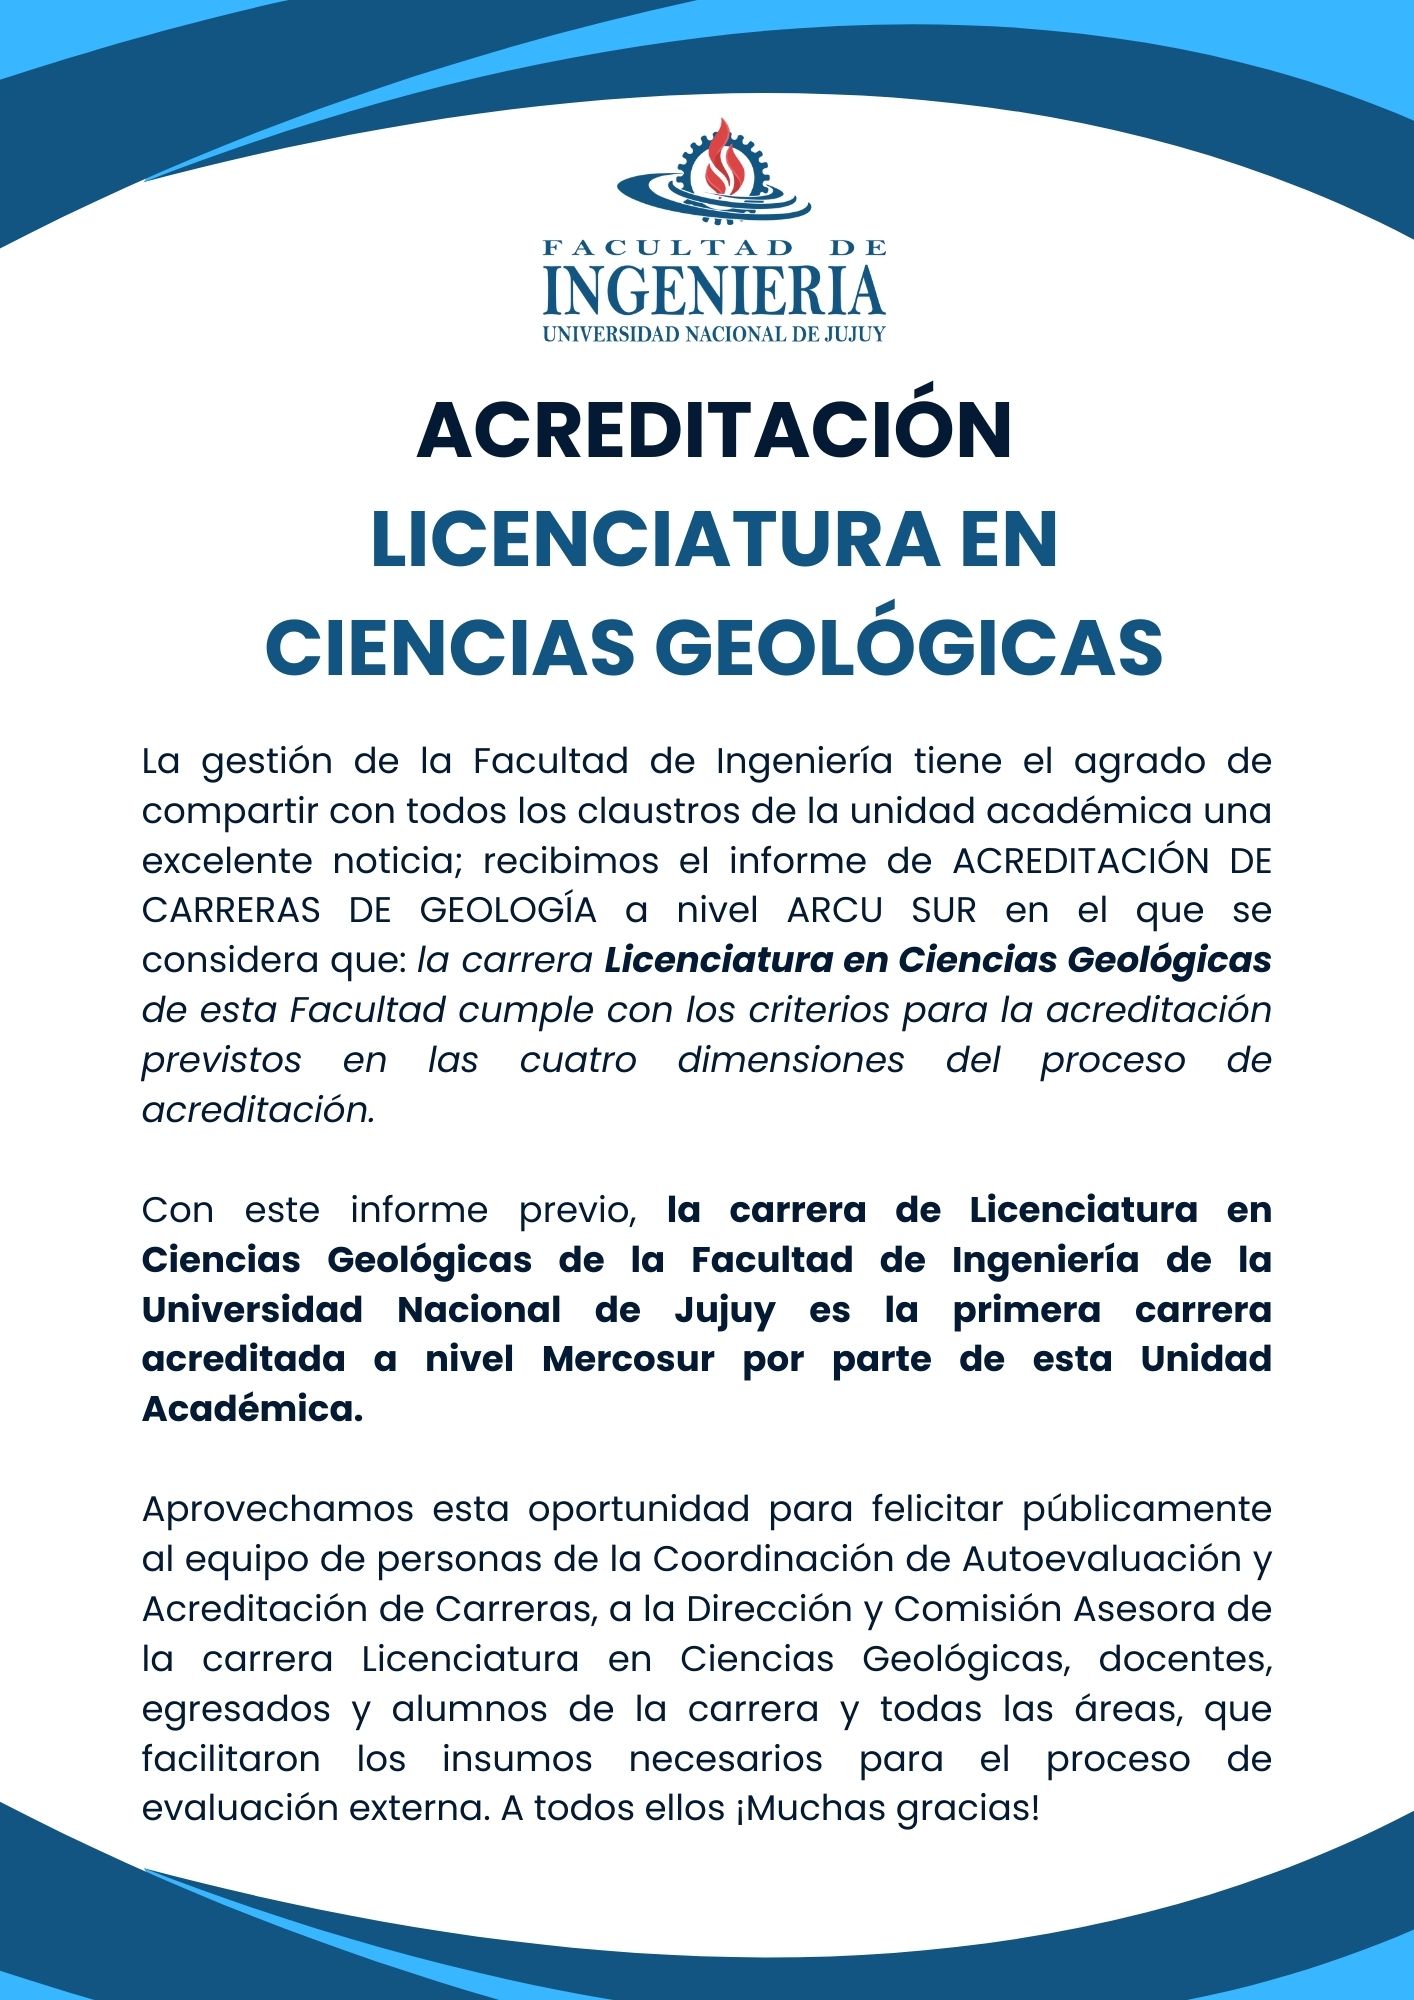 FACULTAD DE
INGENIERIA
UNIVERSIDAD NACIONAL DE JUJUY
ACREDITACIÓN
LICENCIATURA EN
CIENCIAS GEOLÓGICAS
La gestión de la Facultad de Ingeniería tiene el agrado de
compartir con todos los claustros de la unidad académica una
excelente noticia; recibimos el informe de ACREDITACIÓN DE
CARRERAS DE GEOLOGÍA a nivel ARCU SUR en el que se
considera que: la carrera Licenciatura en Ciencias Geológicas
de esta Facultad cumple con los criterios para la acreditación
previstos en las cuatro dimensiones del proceso de
acreditación.
Con este informe previo, la carrera de Licenciatura en
Ciencias Geológicas de la Facultad de Ingeniería de la
Universidad Nacional de Jujuy es la primera carrera
acreditada a nivel Mercosur por parte de esta Unidad
Académica.
Aprovechamos esta oportunidad para felicitar públicamente
al equipo de personas de la Coordinación de Autoevaluación y
Acreditación de Carreras, a la Dirección y Comisión Asesora de
la carrera Licenciatura en Ciencias Geológicas, docentes,
egresados y alumnos de la carrera y todas las áreas, que
facilitaron los insumos necesarios para el proceso de
evaluación externa. A todos ellos ¡Muchas gracias!